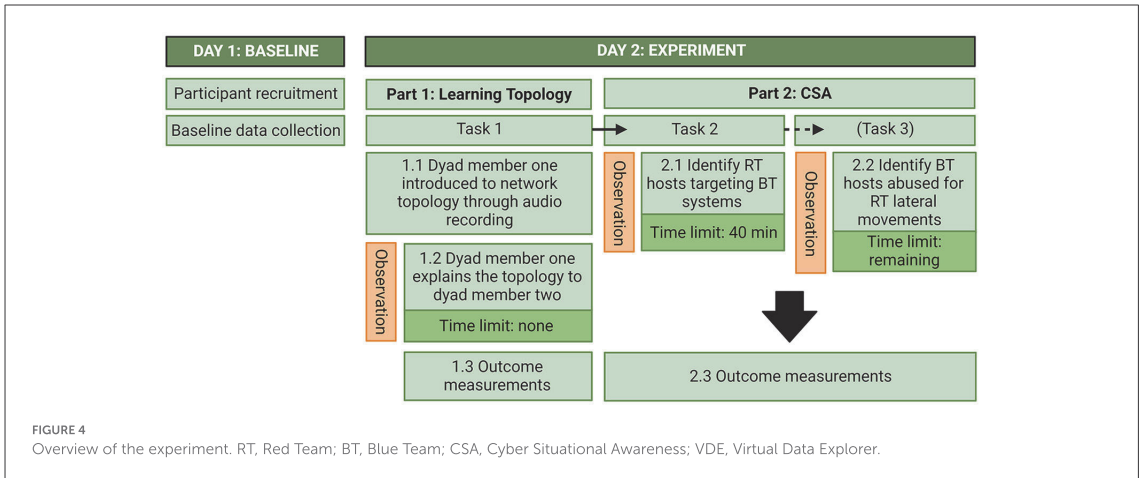 DAY 1: BASELINE
Participant recruitment
Baseline data collection
DAY 2: EXPERIMENT
Part 1: Learning Topology
Task 1
1.1 Dyad member one
introduced to network
topology through audio
recording
Observation
1.2 Dyad member one
explains the topology to
dyad member two
Time limit: none
1.3 Outcome
measurements
Part 2: CSA
Task 2
Observation
2.1 Identify RT
hosts targeting BT
systems
Time limit: 40 min
(Task 3)
Observation
2.2 Identify BT
hosts abused for
RT lateral
movements
Time limit:
remaining
2.3 Outcome measurements
FIGURE 4
Overview of the experiment. RT, Red Team; BT, Blue Team; CSA, Cyber Situational Awareness; VDE, Virtual Data Explorer.